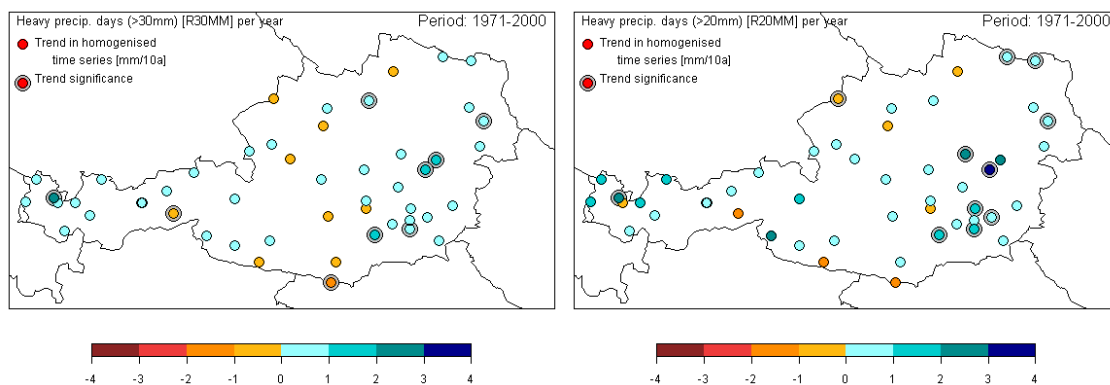 Heavy precip. days (>30mm) [R30MM] per year
Period: 1971-2000
Trend in homogenised
time series [mm/10a]
Trend significance
-4 -3 -2 -1 0 1 2 3 4
Heavy precip. days (>20mm) [R20MM] per year
Period: 1971-2000
Trend in homogenised
time series [mm/10a]
Trend significance
-4 -3 -2 -1 0 1 2 3 4